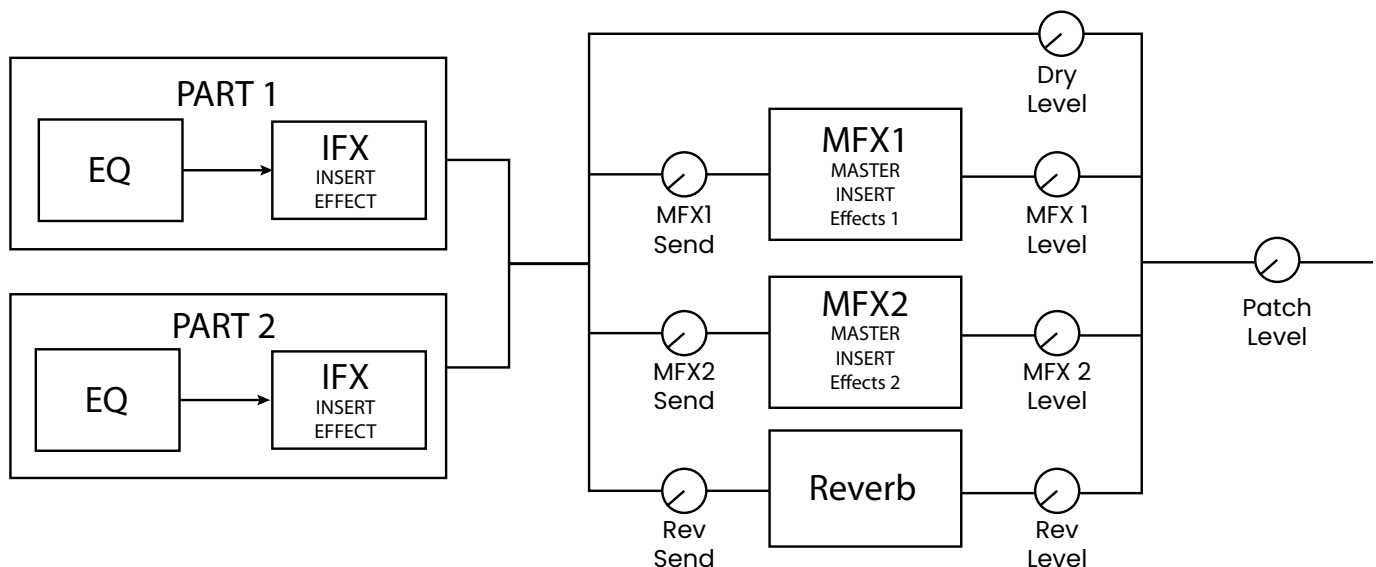 PART 1
EQ
IFX
INSERT
EFFECT
PART 2
EQ
IFX
INSERT
EFFECT
Dry
Level
MFX1
Send
MFX1
MASTER
INSERT
Effects 1
MFX 1
Level
MFX2
Send
MFX2
MASTER
INSERT
Effects 2
MFX 2
Level
Rev
Send
Reverb
Rev
Level
Patch
Level